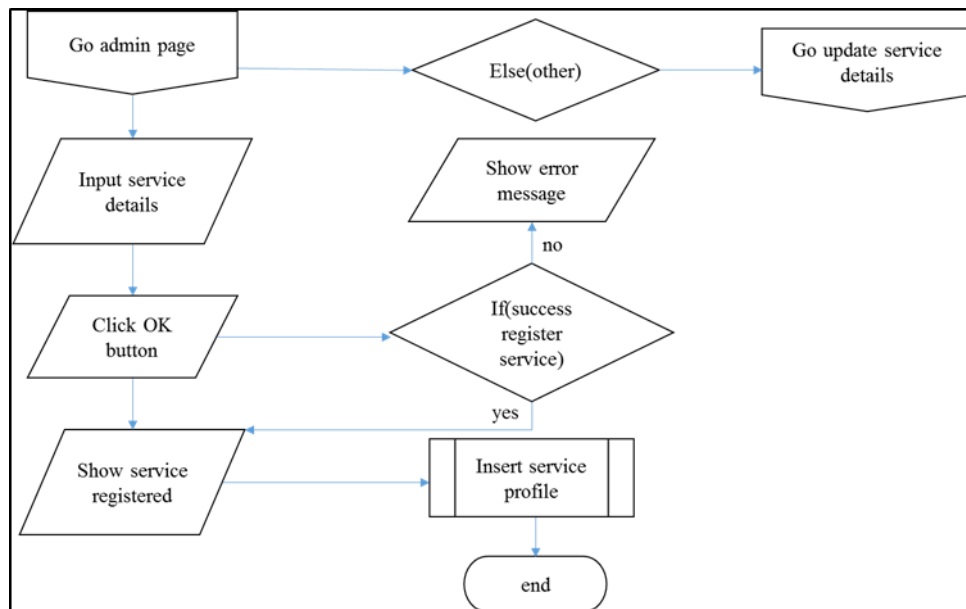 Go admin page
Else(other)
Go update service
details
Input service
details
Show error
message
no
Click OK
button
If(success
register
service)
yes
Show service
registered
Insert service
profile
end